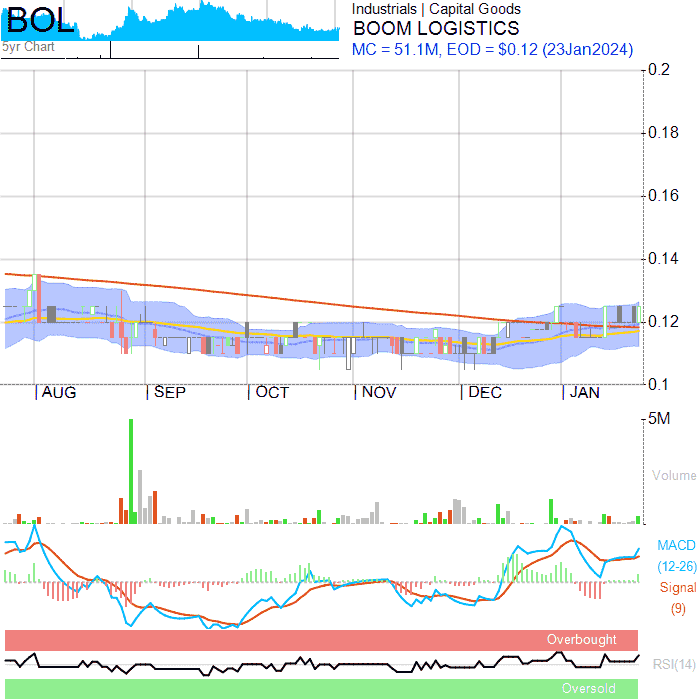 BOL
5yr Chart
Industrials | Capital Goods
BOOM LOGISTICS
MC = 51.1M, EOD = $0.12 (23Jan2024)
0.2
0.18
0.16
0.14
0.12
0.1
AUG SEP OCT NOV DEC JAN
5M
Volume
MACD
(12-26)
Signal
(9)
Overbought
RSI(14)
Oversold